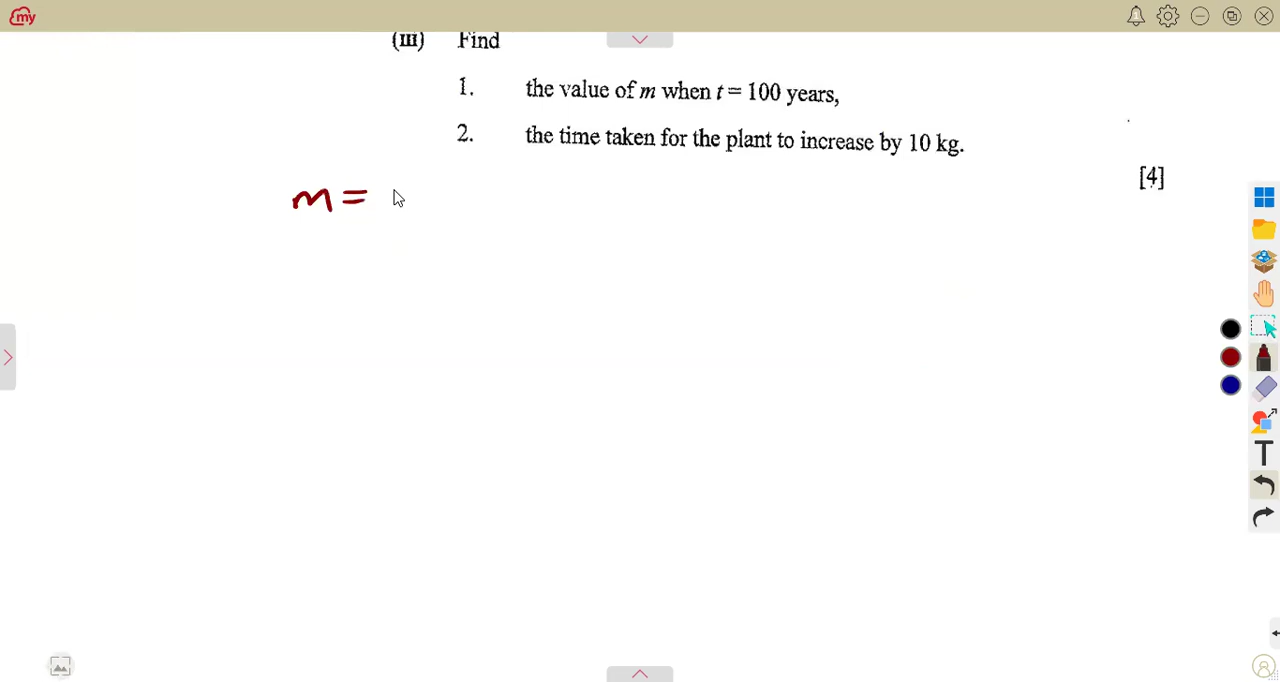 my
(iii) Find
1. the value of m when t = 100 years,
2. the time taken for the plant to increase by 10 kg.
[4]
m =
T